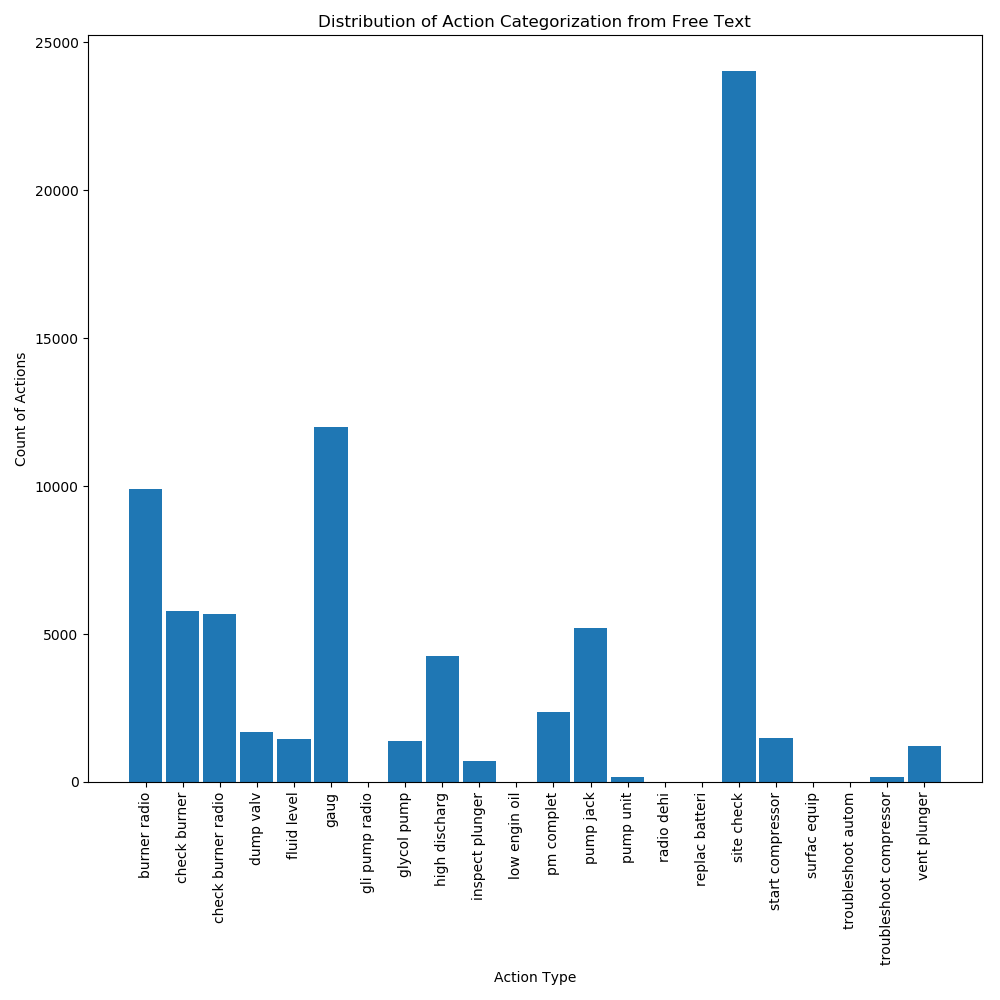 Distribution of Action Categorization from Free Text
25000
20000
15000
10000
5000
0
Count of Actions
burner radio
check burner
check burner radio
dump valv
fluid level
gaug
gli pump radio
glycol pump
high discharg
inspect plunger
low engin oil
pm complet
pump jack
pump unit
radio dehi
replac batteri
site check
start compressor
surfac equip
troubleshoot autom
troubleshoot compressor
vent plunger
Action Type